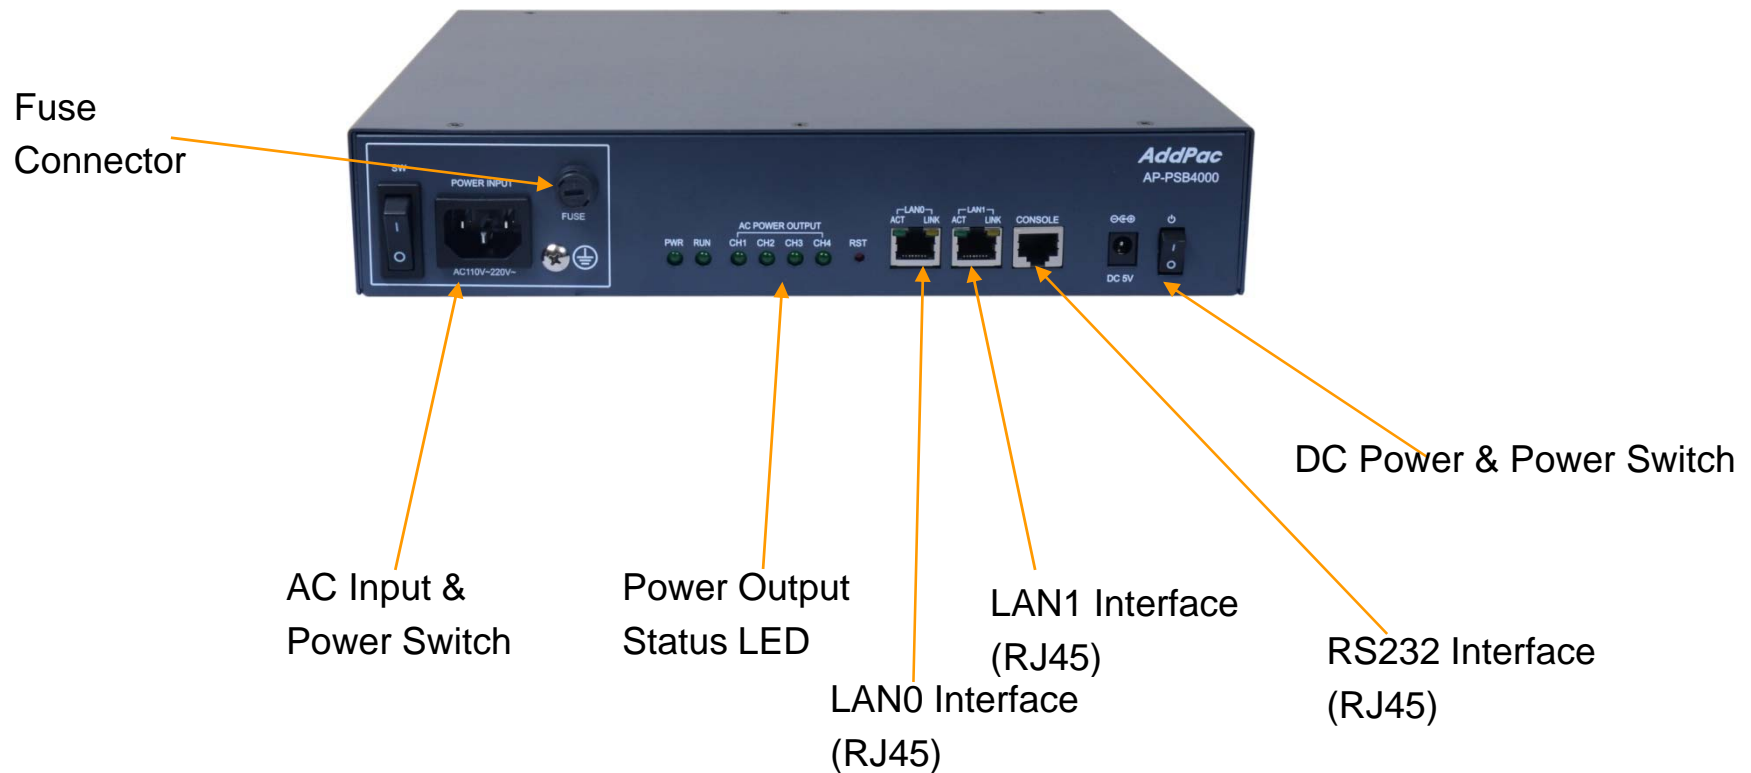 Fuse
Connector
AddPac
AP-PSB4000
SW
POWER INPUT
FUSE
AC110V~220V~
AC POWER OUTPUT
PWR RUN CH1 CH2 CH3 CH4 RST
LAN0
ACT LINK
LAN1
ACT LINK
CONSOLE
DC 5V
I
O
I
O
DC Power & Power Switch
AC Input &
Power Switch
Power Output
Status LED
LAN1 Interface
(RJ45)
LAN0 Interface
(RJ45)
RS232 Interface
(RJ45)